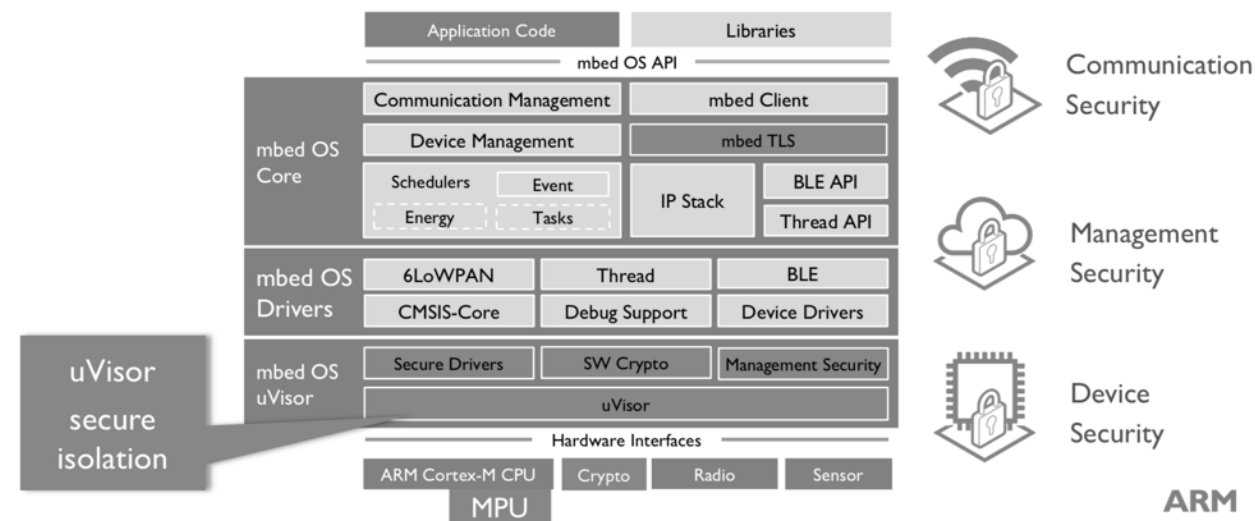 Application Code
Libraries
mbed OS API
mbed OS
Core
Communication Management
mbed Client
Device Management
mbed TLS
Schedulers
Event
Energy
Tasks
IP Stack
BLE API
Thread API
mbed OS
Drivers
6LoWPAN
Thread
BLE
CMSIS-Core
Debug Support
Device Drivers
mbed OS
uVisor
Secure Drivers
SW Crypto
Management Security
uVisor
uVisor
secure
isolation
Hardware Interfaces
ARM Cortex-M CPU
Crypto
Radio
Sensor
MPU
Communication
Security
Management
Security
Device
Security
ARM